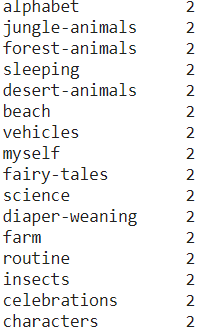 alphabet 2
jungle-animals 2
forest-animals 2
sleeping 2
desert-animals 2
beach 2
vehicles 2
myself 2
fairy-tales 2
science 2
diaper-weaning 2
farm 2
routine 2
insects 2
celebrations 2
characters 2